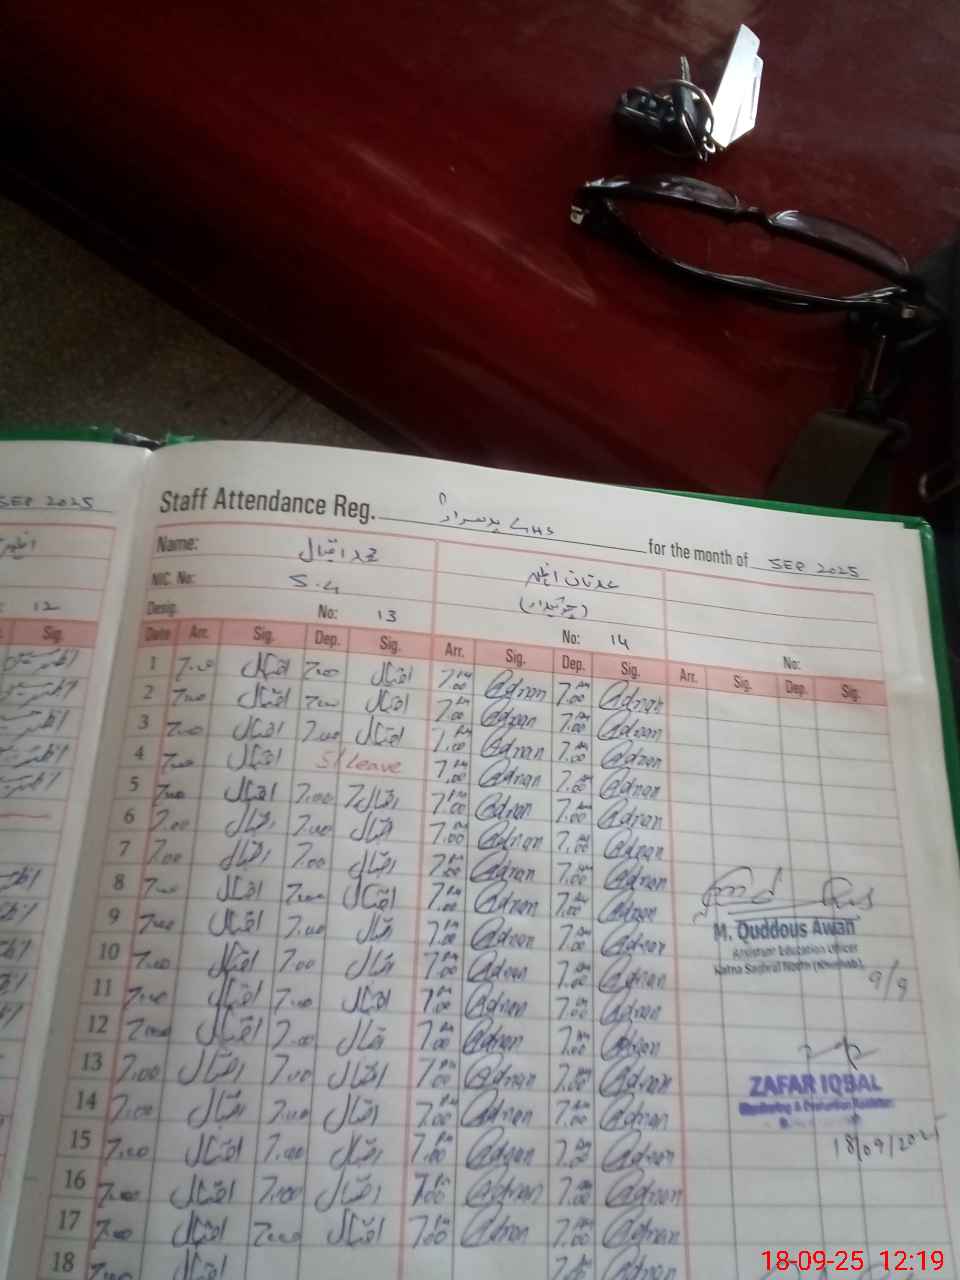 SEP 2025
12
Sig.
Staff Attendance Reg. GHS for the month of SEP 2025
Name: محمد اقبال
عدنان
NIC. No: S.4
(چوکیدار)
Desig. No: 13 No: 14 No:
Date Arr. Sig. Dep. Sig. Arr. Sig. Dep. Sig. Arr. Sig. Dep. Sig.
1 7.00 اقبال 7.00 اقبال 7.00 Adnan 7.00 Adnan
2 7.00 اقبال 7.00 اقبال 7.00 Adnan 7.00 Adnan
3 7.00 اقبال 7.00 اقبال 7.00 Adnan 7.00 Adnan
4 7.00 اقبال S/Leave 7.00 Adnan 7.00 Adnan
5 7.00 اقبال 7.00 اقبال 7.00 Adnan 7.00 Adnan
6 7.00 اقبال 7.00 اقبال 7.00 Adnan 7.00 Adnan
7 7.00 اقبال 7.00 اقبال 7.00 Adnan 7.00 Adnan
8 7.00 اقبال 7.00 اقبال 7.00 Adnan 7.00 Adnan
9 7.00 اقبال 7.00 اقبال 7.00 Adnan 7.00 Adnan
10 7.00 اقبال 7.00 اقبال 7.00 Adnan 7.00 Adnan
11 7.00 اقبال 7.00 اقبال 7.00 Adnan 7.00 Adnan
12 7.00 اقبال 7.00 اقبال 7.00 Adnan 7.00 Adnan
13 7.00 اقبال 7.00 اقبال 7.00 Adnan 7.00 Adnan
14 7.00 اقبال 7.00 اقبال 7.00 Adnan 7.00 Adnan
15 7.00 اقبال 7.00 اقبال 7.00 Adnan 7.00 Adnan
16 7.00 اقبال 7.00 اقبال 7.00 Adnan 7.00 Adnan
17 7.00 اقبال 7.00 اقبال 7.00 Adnan 7.00 Adnan
18
M. Quddous Awan
Assistant Education Officer
Katha Saghral North (Khushab)
9/9
ZAFAR IQBAL
Monitoring & Evaluation Assistant
18/09/2025
18-09-25 12:19